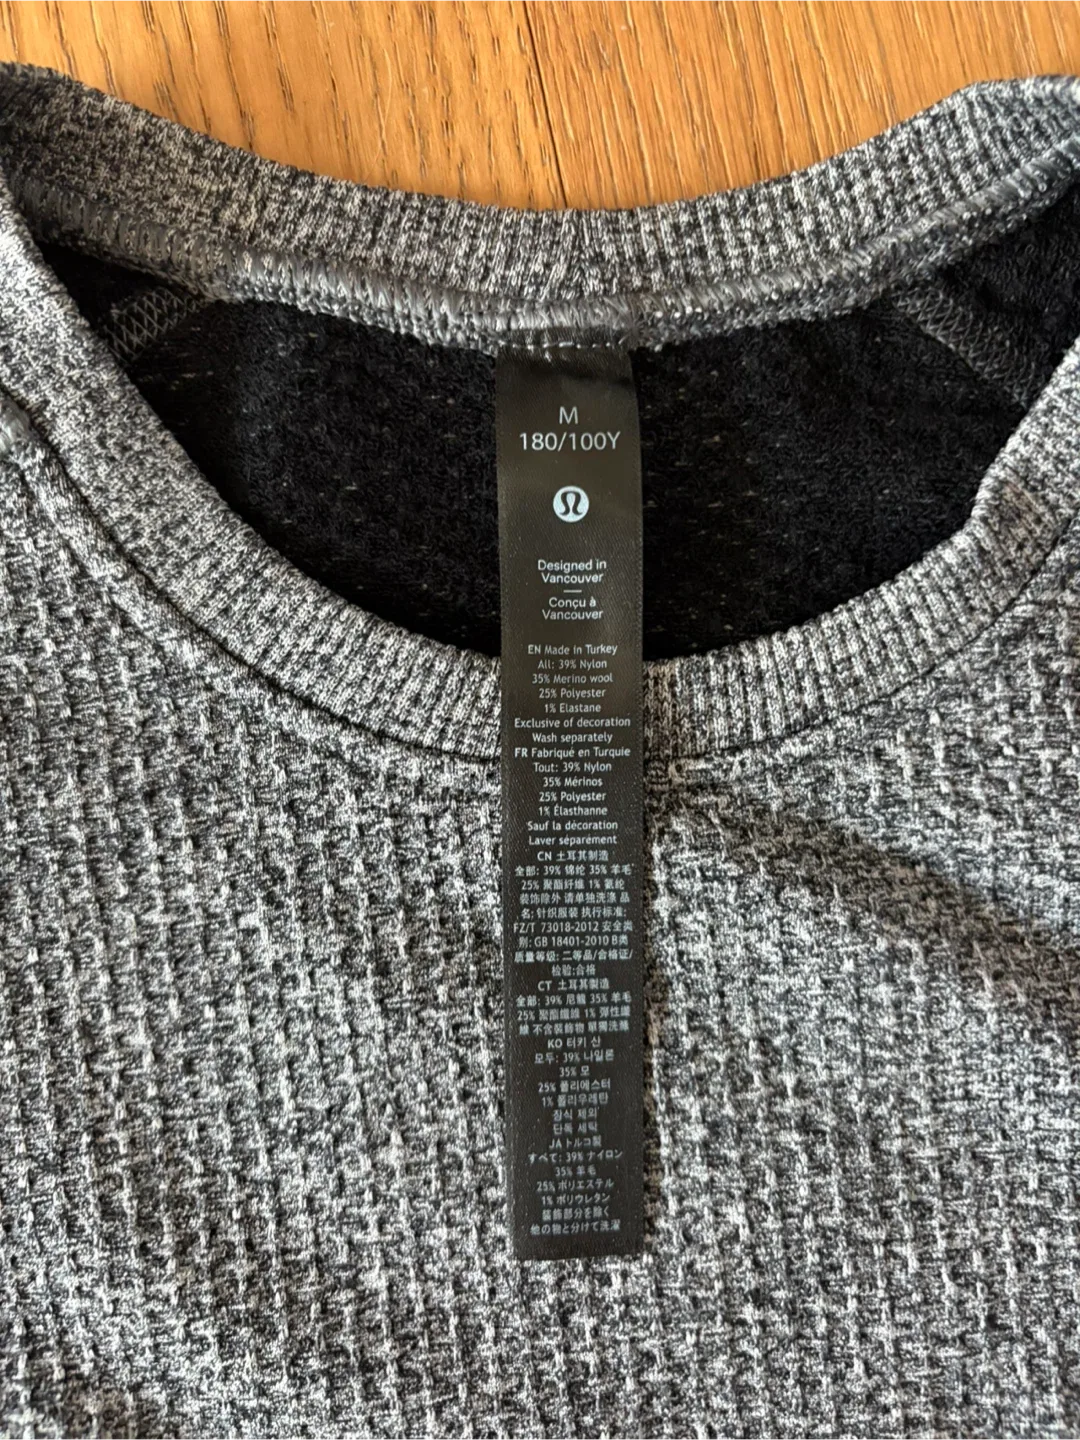 M
180/100Y
Designed in
Vancouver
Conçu à
Vancouver
EN Made in Turkey
All: 39% Nylon
35% Merino wool
25% Polyester
1% Elastane
Exclusive of decoration
Wash separately
FR Fabriqué en Turquie
Tout: 39% Nylon
35% Mérinos
25% Polyester
1% Élasthanne
Sauf la décoration
Laver séparément
CN 土耳其制造
全部: 39% 锦纶 35% 羊毛
25% 聚酯纤维 1% 氨纶
装饰除外 请单独洗涤 品
名: 针织服装 执行标准:
FZ/T 73018-2012 安全类
别: GB 18401-2010 B类
质量等级: 二等品/合格证/
检验:合格
CT 土耳其製造
全部: 39% 尼龍 35% 羊毛
25% 聚酯纖維 1% 彈性纖
維 不含裝飾物 單獨洗滌
KO 터키 산
모두: 39% 나일론
35% 모
25% 폴리에스터
1% 폴리우레탄
장식 제외
단독 세탁
JA トルコ製
すべて: 39% ナイロン
35% 羊毛
25% ポリエステル
1% ポリウレタン
装飾部分を除く
他の物と分けて洗濯